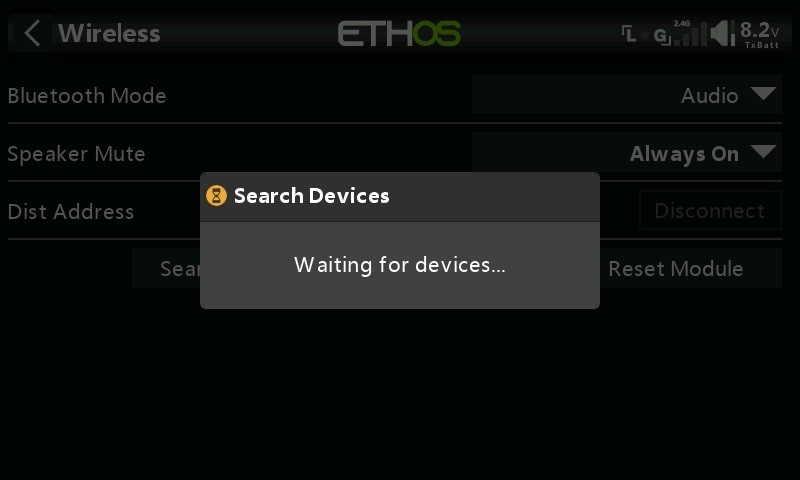 Wireless
ETHOS
L G
2.4G
8.2V
TxBatt
Bluetooth Mode
Audio
Speaker Mute
Always On
Search Devices
Dist Address
Disconnect
Waiting for devices...
Sear
Reset Module